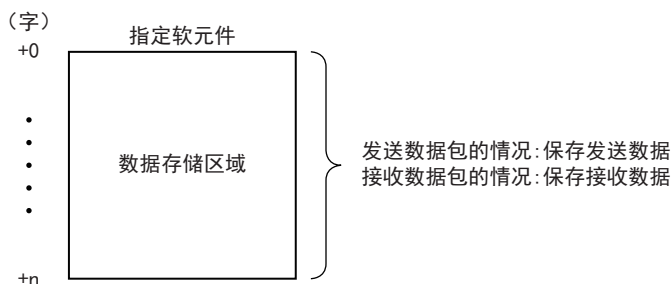 （字）
指定软元件
+0
数据存储区域
发送数据包的情况:保存发送数据
接收数据包的情况:保存接收数据
+n